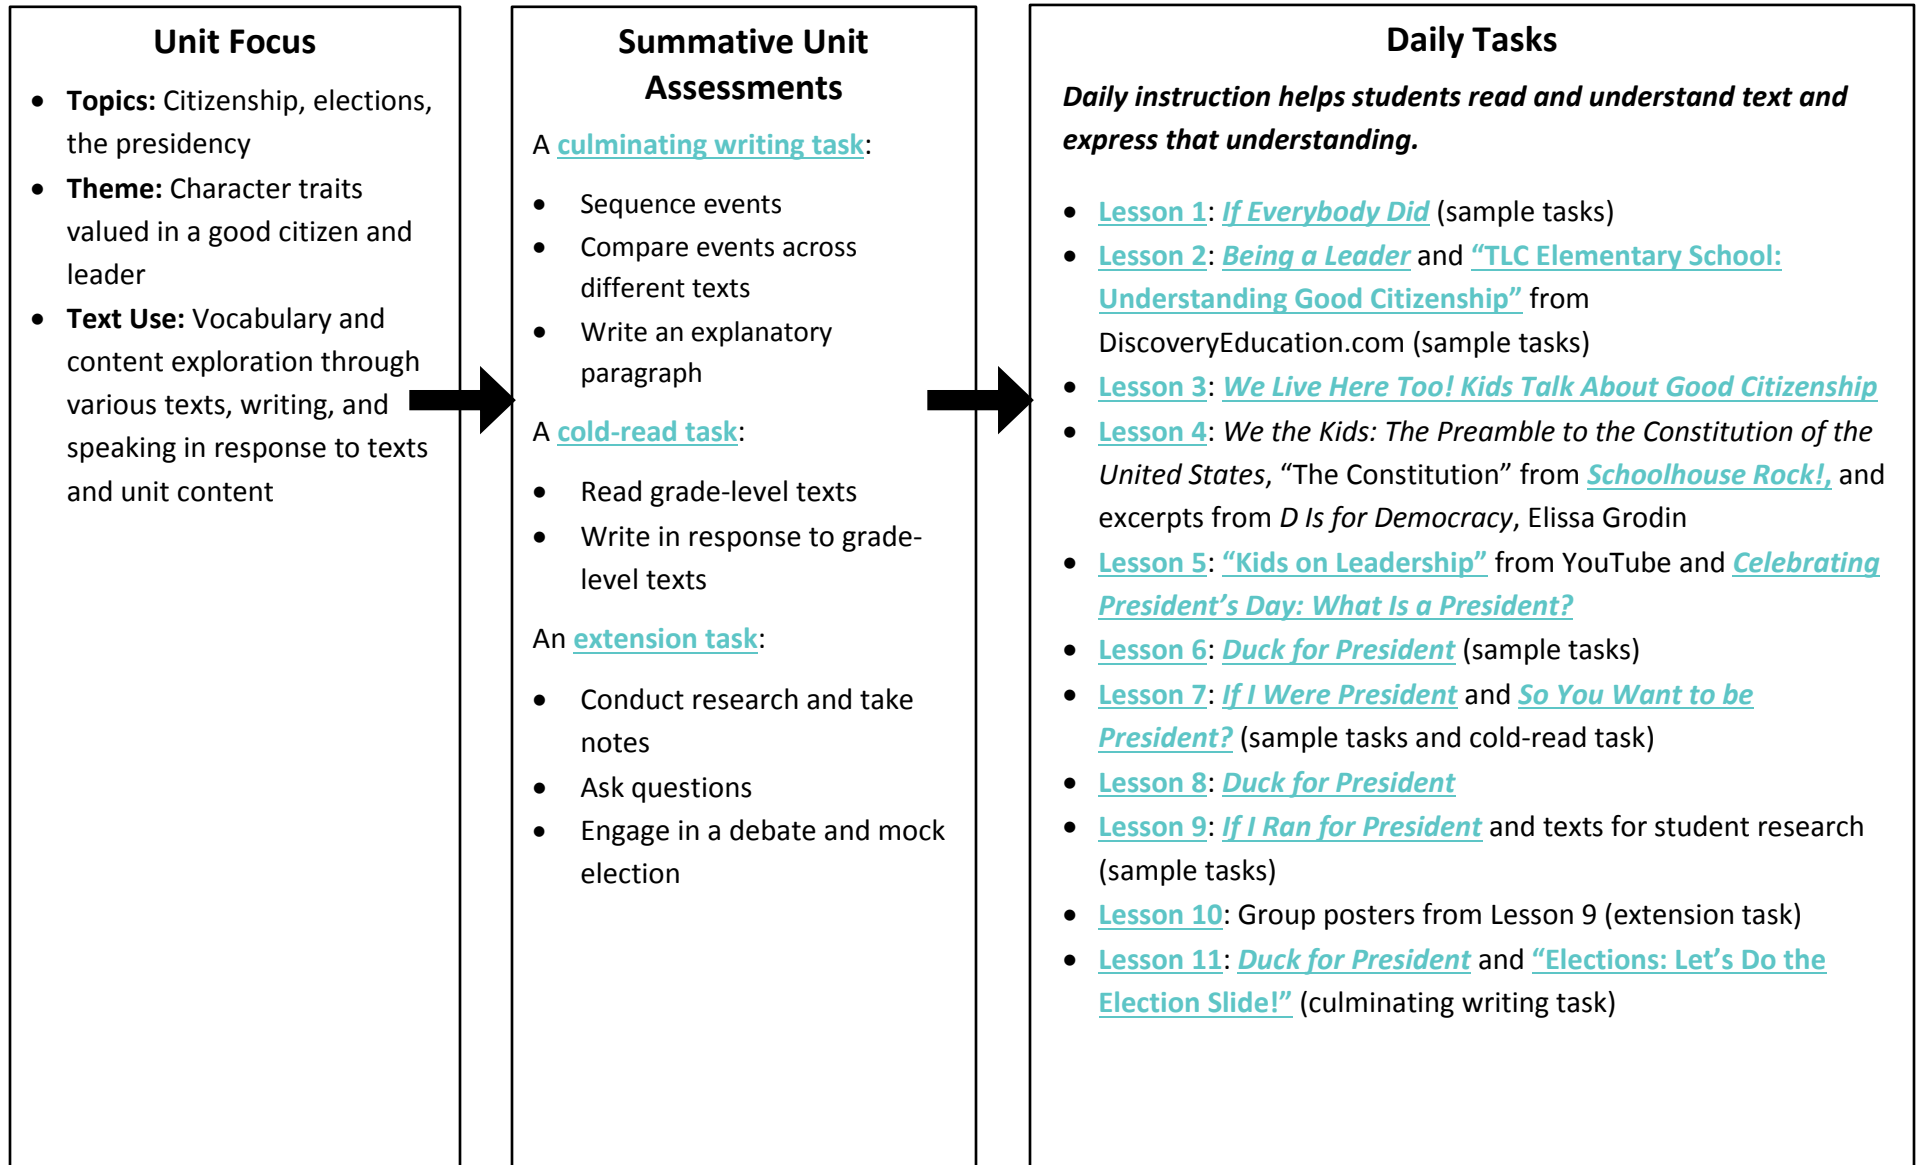 Unit Focus
• Topics: Citizenship, elections,
the presidency
• Theme: Character traits
valued in a good citizen and
leader
• Text Use: Vocabulary and
content exploration through
various texts, writing, and
speaking in response to texts
and unit content
Summative Unit
Assessments
A culminating writing task:
• Sequence events
• Compare events across
different texts
• Write an explanatory
paragraph
A cold-read task:
• Read grade-level texts
• Write in response to grade-
level texts
An extension task:
• Conduct research and take
notes
• Ask questions
• Engage in a debate and mock
election
Daily Tasks
Daily instruction helps students read and understand text and
express that understanding.
• Lesson 1: If Everybody Did (sample tasks)
• Lesson 2: Being a Leader and “TLC Elementary School:
Understanding Good Citizenship” from
DiscoveryEducation.com (sample tasks)
• Lesson 3: We Live Here Too! Kids Talk About Good Citizenship
• Lesson 4: We the Kids: The Preamble to the Constitution of the
United States, “The Constitution” from Schoolhouse Rock!, and
excerpts from D Is for Democracy, Elissa Grodin
• Lesson 5: “Kids on Leadership” from YouTube and Celebrating
President’s Day: What Is a President?
• Lesson 6: Duck for President (sample tasks)
• Lesson 7: If I Were President and So You Want to be
President? (sample tasks and cold-read task)
• Lesson 8: Duck for President
• Lesson 9: If I Ran for President and texts for student research
(sample tasks)
• Lesson 10: Group posters from Lesson 9 (extension task)
• Lesson 11: Duck for President and “Elections: Let’s Do the
Election Slide!” (culminating writing task)